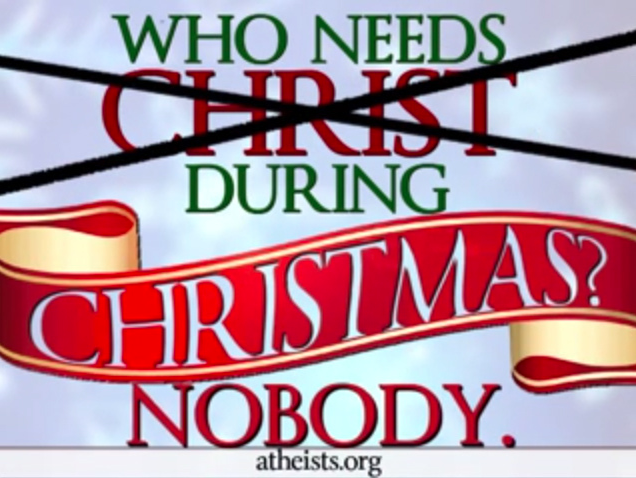 WHO NEEDS
CHRIST
DURING
CHRISTMAS?
NOBODY.
atheists.org